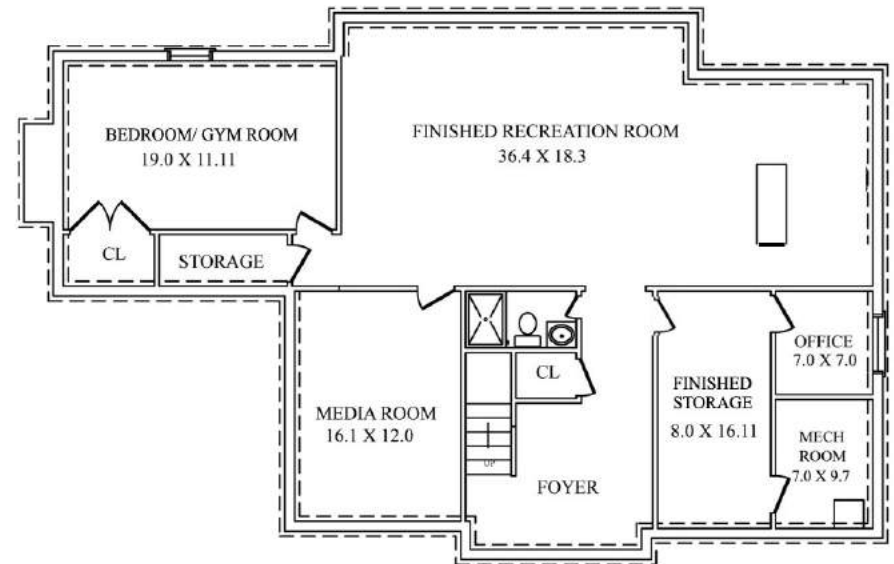 BEDROOM/ GYM ROOM
19.0 X 11.11
FINISHED RECREATION ROOM
36.4 X 18.3
CL
STORAGE
MEDIA ROOM
16.1 X 12.0
CL
UP
FOYER
FINISHED
STORAGE
8.0 X 16.11
OFFICE
7.0 X 7.0
MECH
ROOM
7.0 X 9.7